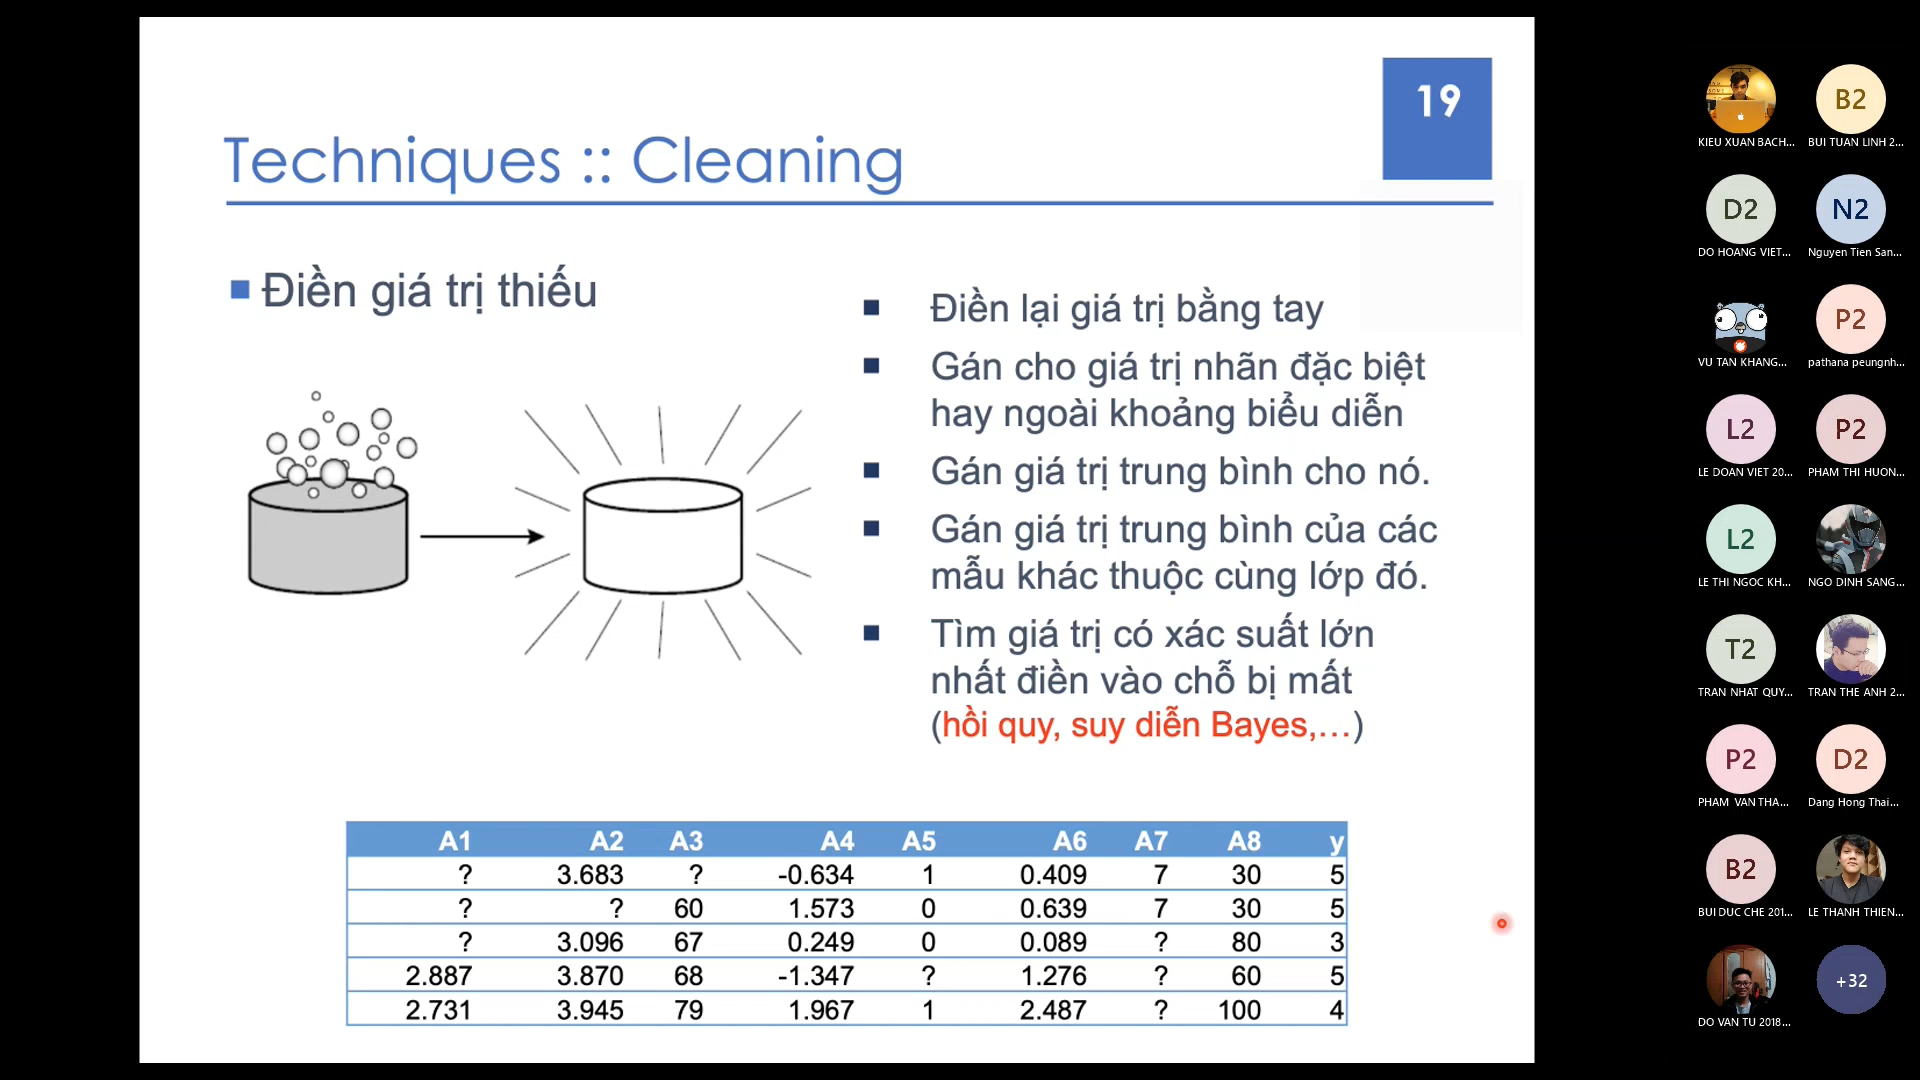 19
Techniques :: Cleaning
Điền giá trị thiếu
Điền lại giá trị bằng tay
Gán cho giá trị nhãn đặc biệt
hay ngoài khoảng biểu diễn
Gán giá trị trung bình cho nó.
Gán giá trị trung bình của các
mẫu khác thuộc cùng lớp đó.
Tìm giá trị có xác suất lớn
nhất điền vào chỗ bị mất
(hồi quy, suy diễn Bayes,...)
A1 A2 A3 A4 A5 A6 A7 A8 y
? 3.683 ? -0.634 1 0.409 7 30 5
? ? 60 1.573 0 0.639 7 30 5
? 3.096 67 0.249 0 0.089 ? 80 3
2.887 3.870 68 -1.347 ? 1.276 ? 60 5
2.731 3.945 79 1.967 1 2.487 ? 100 4
B2
KIEU XUAN BACH... BUI TUAN LINH 2...
D2 N2
DO HOANG VIET... Nguyen Tien San...
P2
VU TAN KHANG... pathana peungnh...
L2 P2
LE DOAN VIET 20... PHAM THI HUON...
L2
LE THI NGOC KH... NGO DINH SANG...
T2
TRAN NHAT QUY... TRAN THE ANH 2...
P2 D2
PHAM VAN THA... Dang Hong Thai...
B2
BUI DUC CHE 201... LE THANH THIEN...
+32
DO VAN TU 2018...